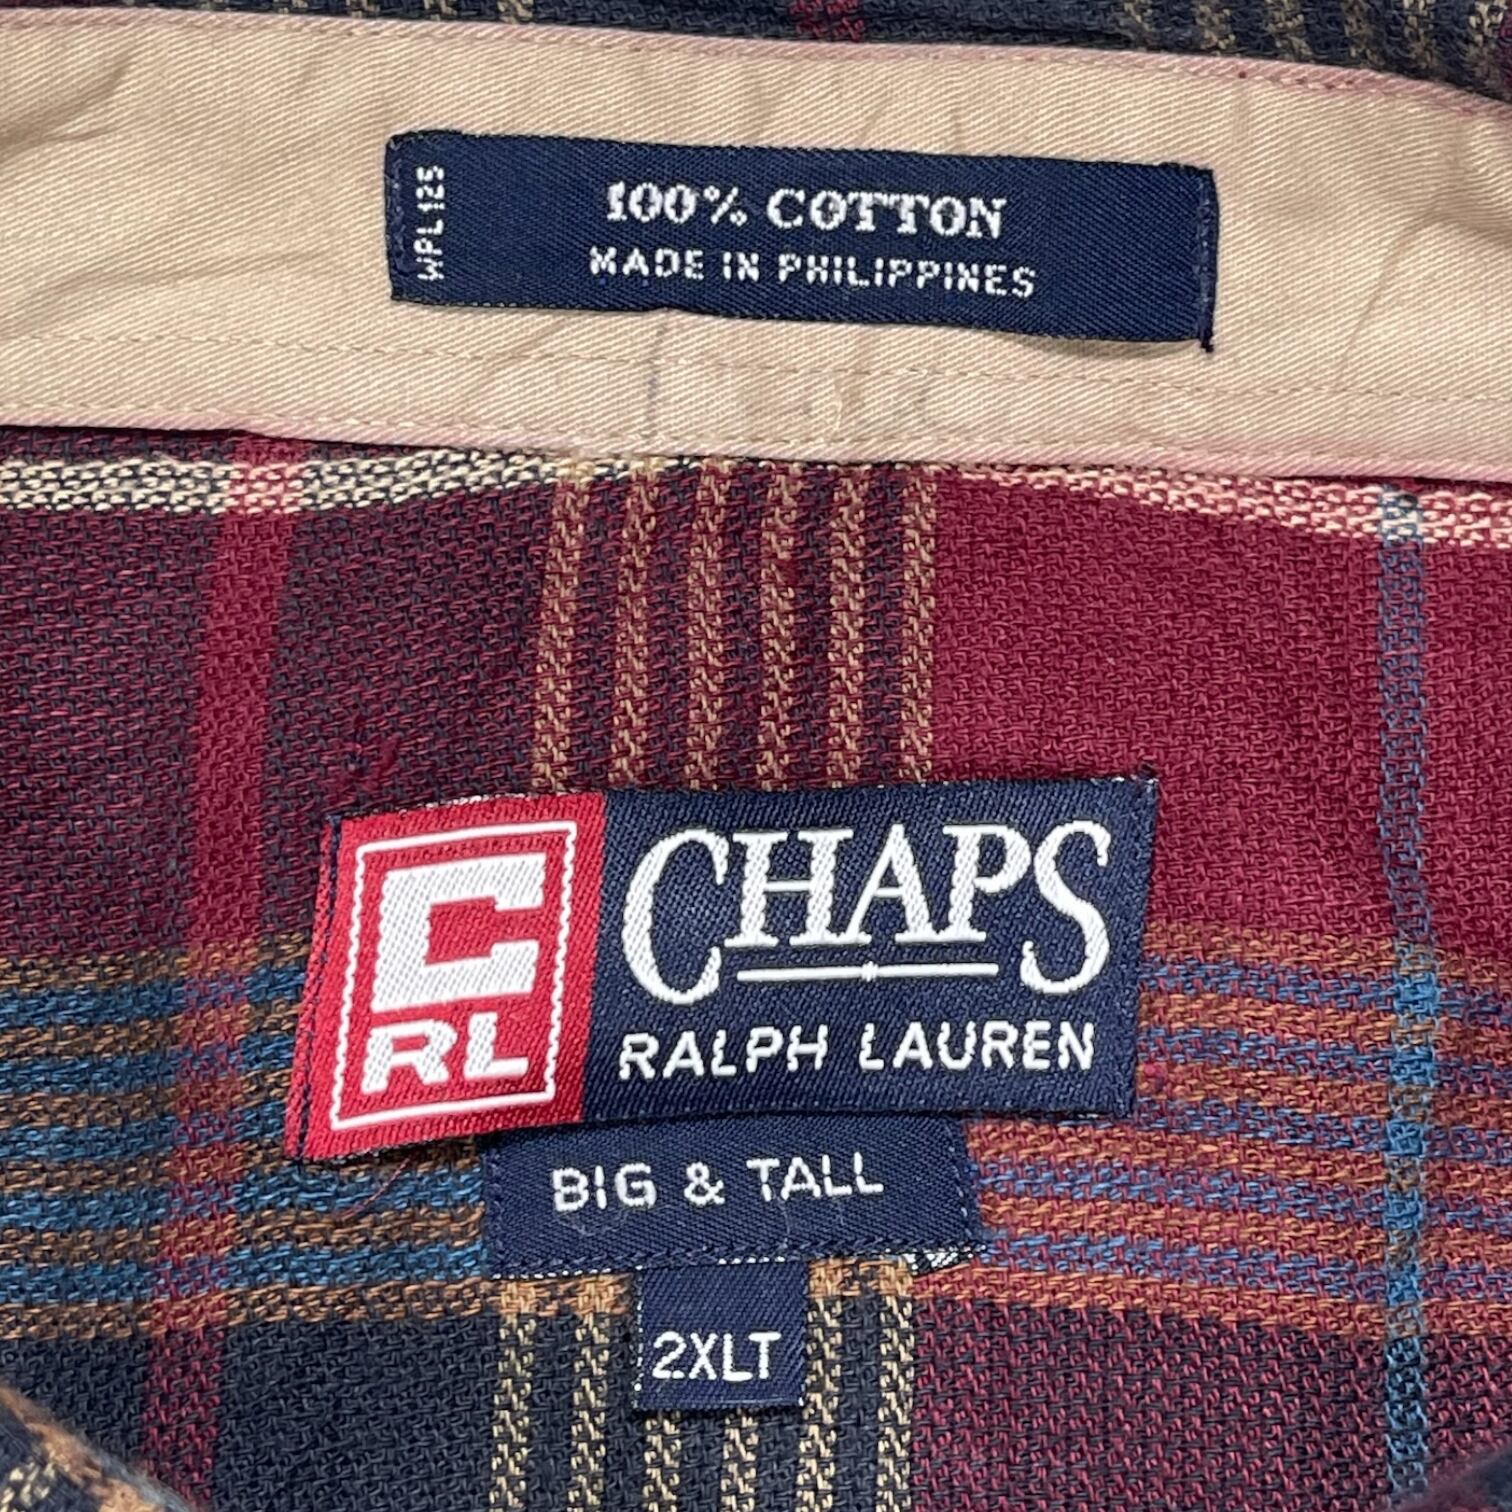 WPL125
100% COTTON
MADE IN PHILIPPINES
C
RL
CHAPS
RALPH LAUREN
BIG & TALL
2XLT